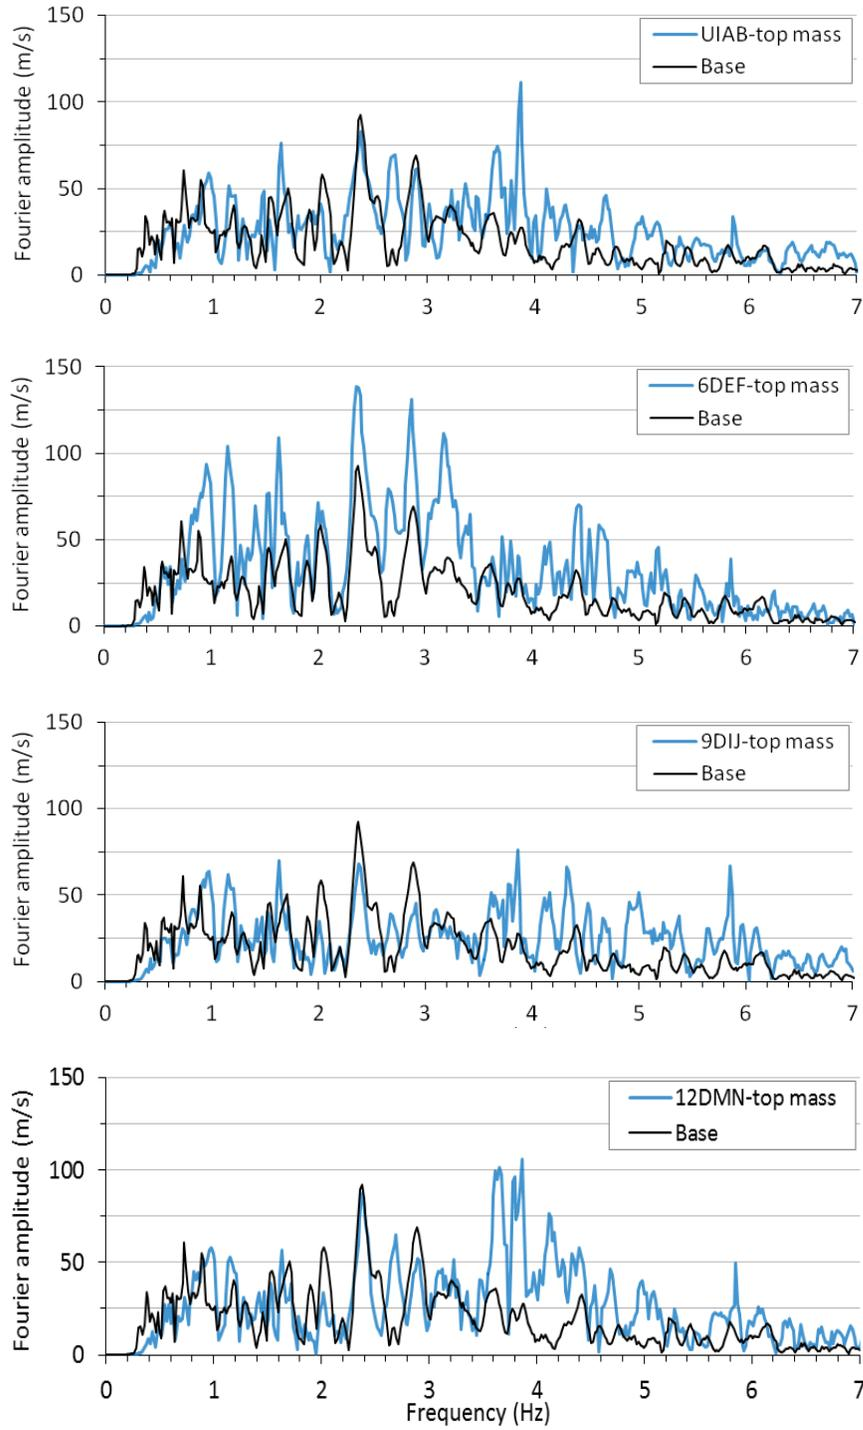 Fourier amplitude (m/s)
150
100
50
0
UIAB-top mass
Base
0 1 2 3 4 5 6 7
Fourier amplitude (m/s)
150
100
50
0
6DEF-top mass
Base
0 1 2 3 4 5 6 7
Fourier amplitude (m/s)
150
100
50
0
9DIJ-top mass
Base
0 1 2 3 4 5 6 7
Fourier amplitude (m/s)
150
100
50
0
12DMN-top mass
Base
0 1 2 3 4 5 6 7
Frequency (Hz)